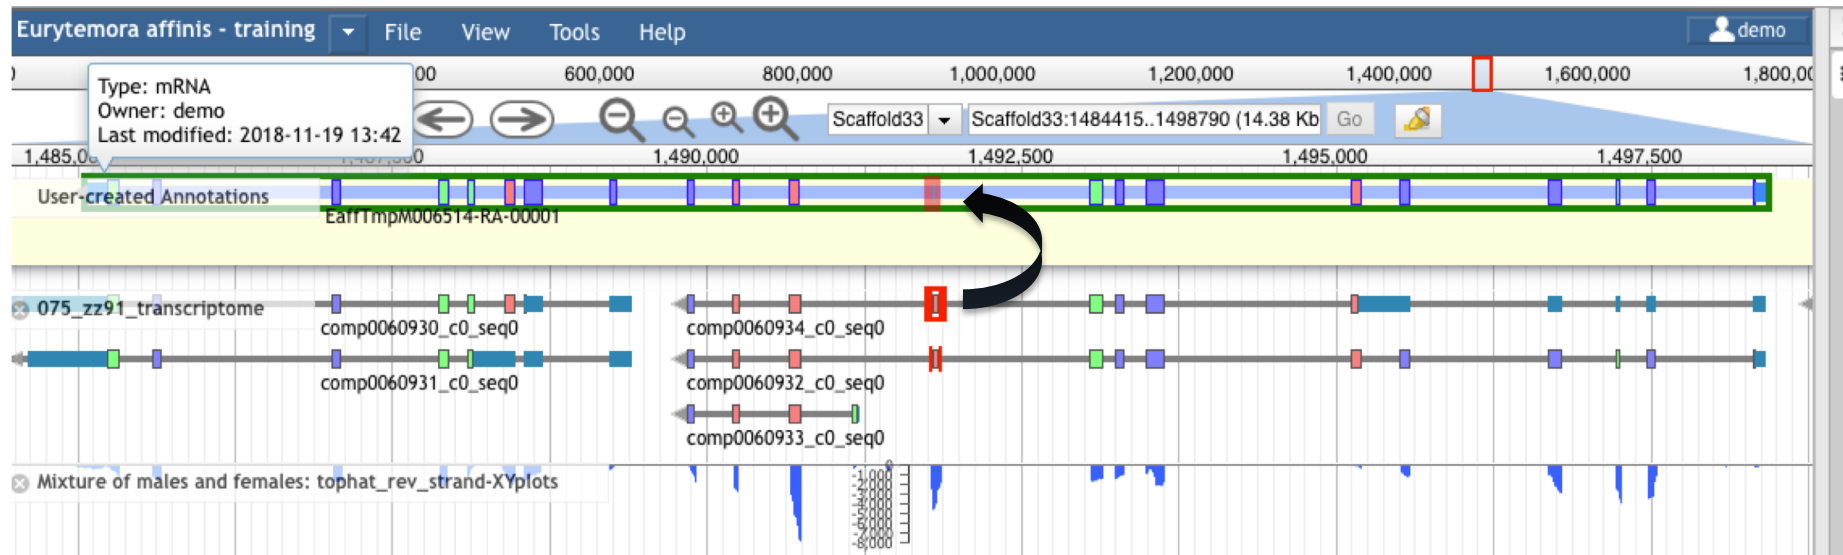 Eurytemora affinis - training File View Tools Help demo
600,000 800,000 1,000,000 1,200,000 1,400,000 1,600,000
Type: mRNA
Owner: demo
Last modified: 2018-11-19 13:42
Scaffold33 Scaffold33:1484415..1498790 (14.38 Kb Go
1,490,000 1,492,500 1,495,000 1,497,500
User-created Annotations
EaffTmpM006514-RA-00001
075_zz91_transcriptome
comp0060930_c0_seq0 comp0060934_c0_seq0
comp0060931_c0_seq0 comp0060932_c0_seq0
comp0060933_c0_seq0
Mixture of males and females: tophat_rev_strand-XYplots